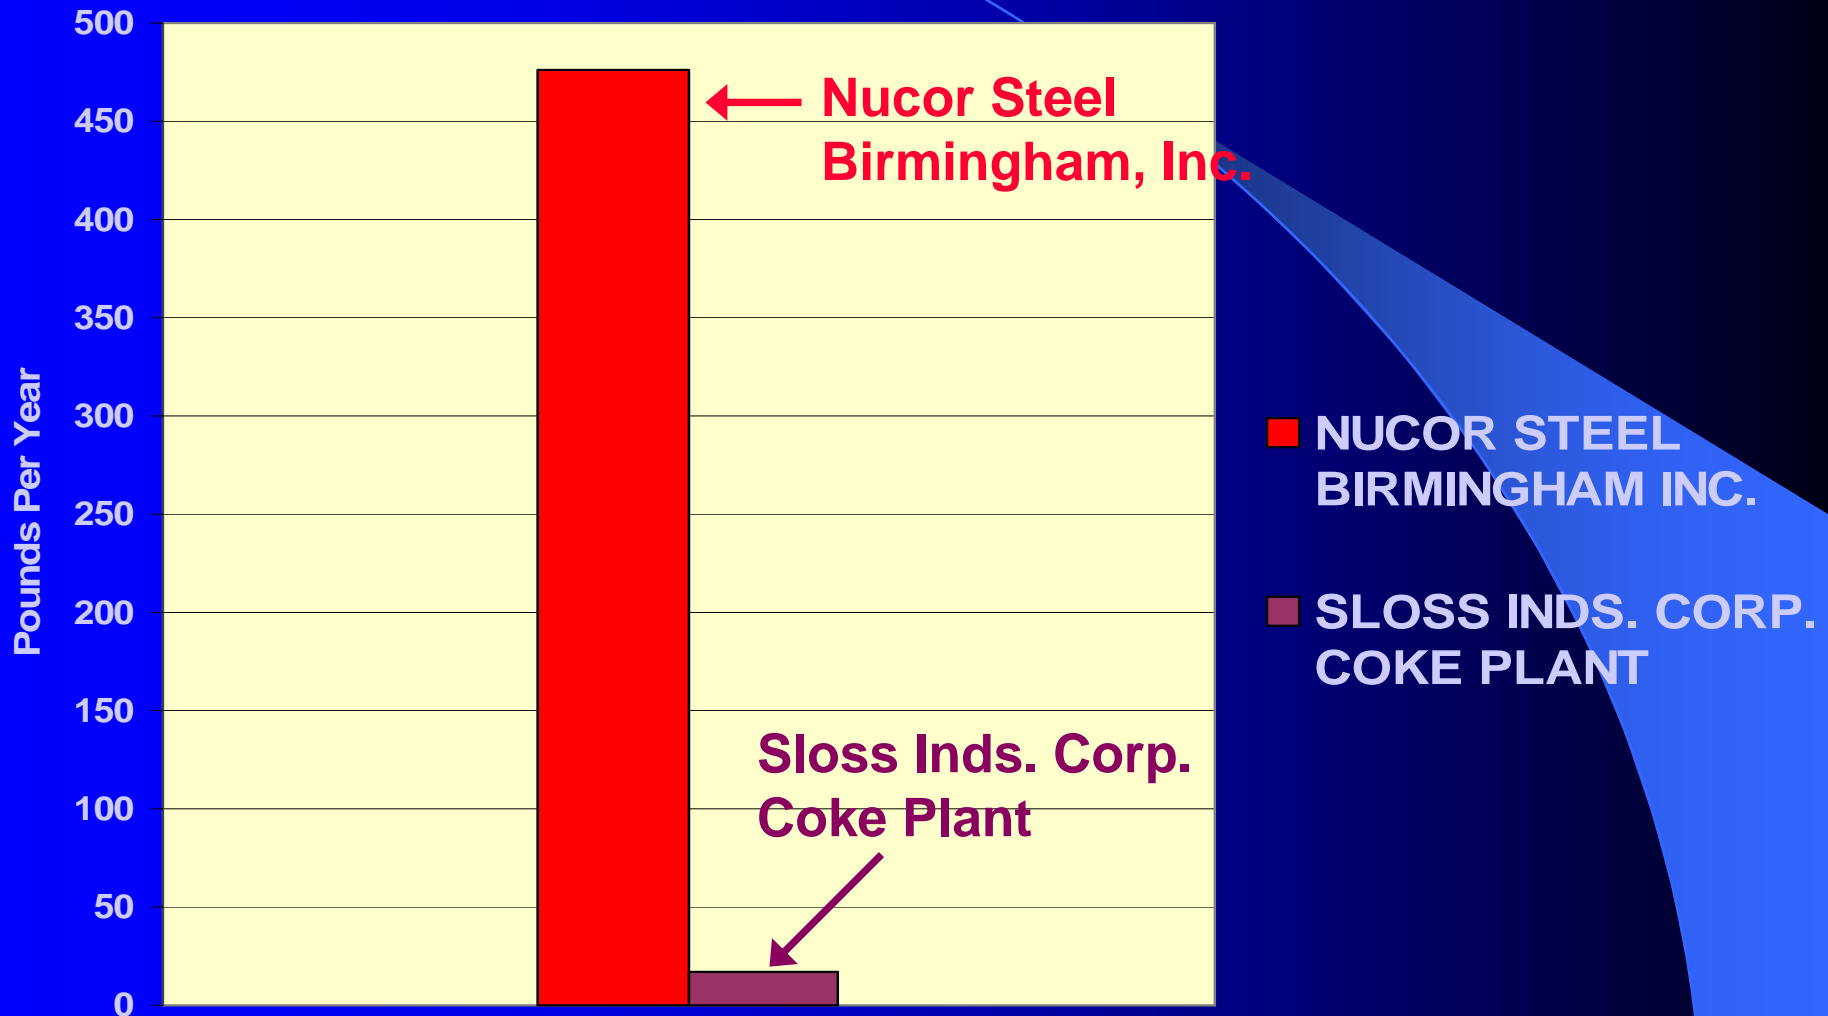 500
450
400
350
300
250
200
150
100
50
0
Pounds Per Year
Nucor Steel
Birmingham, Inc.
Sloss Inds. Corp.
Coke Plant
NUCOR STEEL
BIRMINGHAM INC.
SLOSS INDS. CORP.
COKE PLANT